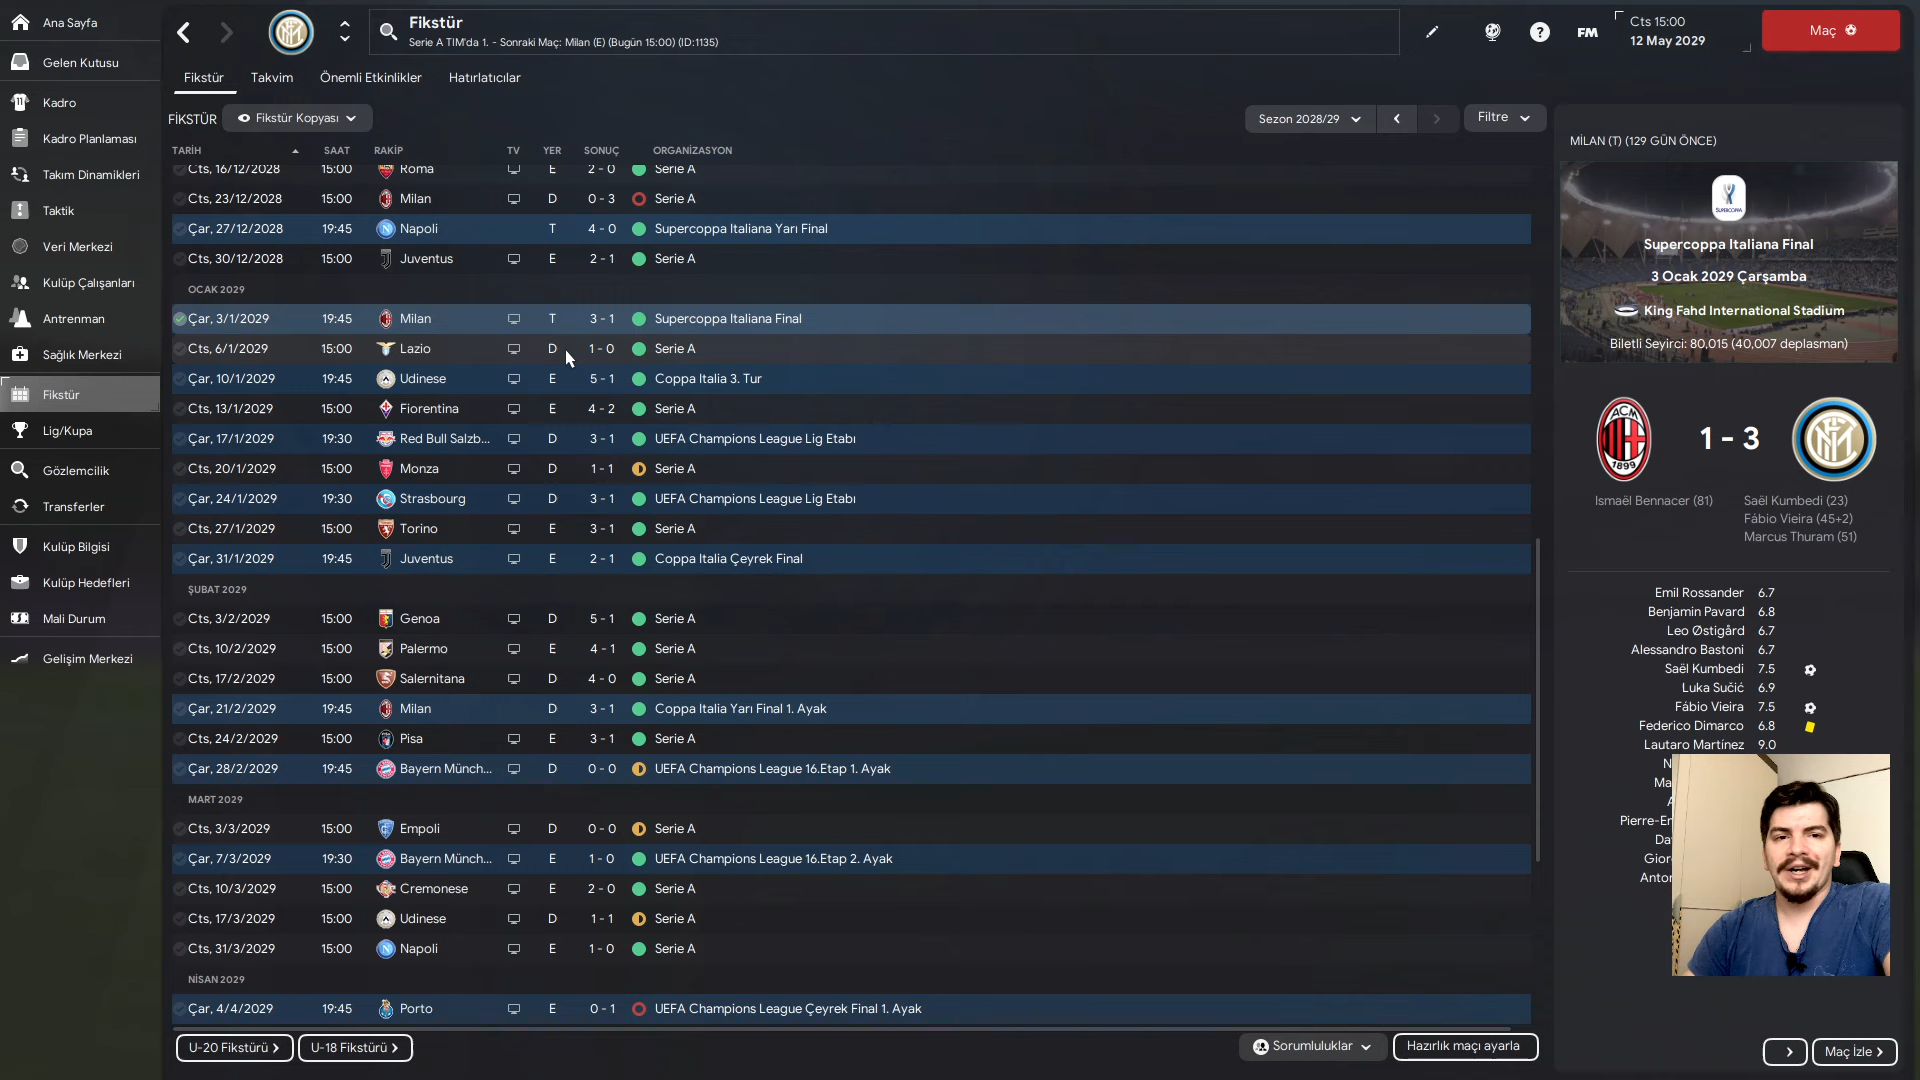 Ana Sayfa
Gelen Kutusu
Kadro
Kadro Planlaması
Takım Dinamikleri
Taktik
Veri Merkezi
Kulüp Çalışanları
Antrenman
Sağlık Merkezi
Fikstür
Lig/Kupa
Gözlemcilik
Transferler
Kulüp Bilgisi
Kulüp Hedefleri
Mali Durum
Gelişim Merkezi
Fikstür
Serie A TIM'da 1. - Sonraki Maç: Milan (E) (Bugün 15:00) (ID:1135)
FM
Cts 15:00
12 May 2029
Maç
Fikstür Takvim Önemli Etkinlikler Hatırlatıcılar
FİKSTÜR Fikstür Kopyası Sezon 2028/29 Filtre
TARİH SAAT RAKİP TV YER SONUÇ ORGANİZASYON
Cts, 16/12/2028 15:00 Roma E 2 - 0 Serie A
Cts, 23/12/2028 15:00 Milan D 0 - 3 Serie A
Çar, 27/12/2028 19:45 Napoli T 4 - 0 Supercoppa Italiana Yarı Final
Cts, 30/12/2028 15:00 Juventus E 2 - 1 Serie A
OCAK 2029
Çar, 3/1/2029 19:45 Milan T 3 - 1 Supercoppa Italiana Final
Cts, 6/1/2029 15:00 Lazio D 1 - 0 Serie A
Çar, 10/1/2029 19:45 Udinese E 5 - 1 Coppa Italia 3. Tur
Cts, 13/1/2029 15:00 Fiorentina E 4 - 2 Serie A
Çar, 17/1/2029 19:30 Red Bull Salzb... D 3 - 1 UEFA Champions League Lig Etabı
Cts, 20/1/2029 15:00 Monza D 1 - 1 Serie A
Çar, 24/1/2029 19:30 Strasbourg D 3 - 1 UEFA Champions League Lig Etabı
Cts, 27/1/2029 15:00 Torino E 3 - 1 Serie A
Çar, 31/1/2029 19:45 Juventus E 2 - 1 Coppa Italia Çeyrek Final
ŞUBAT 2029
Cts, 3/2/2029 15:00 Genoa D 5 - 1 Serie A
Cts, 10/2/2029 15:00 Palermo E 4 - 1 Serie A
Cts, 17/2/2029 15:00 Salernitana D 4 - 0 Serie A
Çar, 21/2/2029 19:45 Milan D 3 - 1 Coppa Italia Yarı Final 1. Ayak
Cts, 24/2/2029 15:00 Pisa E 3 - 1 Serie A
Çar, 28/2/2029 19:45 Bayern Münch... D 0 - 0 UEFA Champions League 16.Etap 1. Ayak
MART 2029
Cts, 3/3/2029 15:00 Empoli D 0 - 0 Serie A
Çar, 7/3/2029 19:30 Bayern Münch... E 1 - 0 UEFA Champions League 16.Etap 2. Ayak
Cts, 10/3/2029 15:00 Cremonese E 2 - 0 Serie A
Cts, 17/3/2029 15:00 Udinese D 1 - 1 Serie A
Cts, 31/3/2029 15:00 Napoli E 1 - 0 Serie A
NİSAN 2029
Çar, 4/4/2029 19:45 Porto E 0 - 1 UEFA Champions League Çeyrek Final 1. Ayak
U-20 Fikstürü U-18 Fikstürü Sorumluluklar Hazırlık maçı ayarla
MİLAN (T) (129 GÜN ÖNCE)
SUPERCOPPA
Supercoppa Italiana Final
3 Ocak 2029 Çarşamba
King Fahd International Stadium
Biletli Seyirci: 80,015 (40,007 deplasman)
ACM
1899
1 - 3
Ismaël Bennacer (81) Saël Kumbedi (23)
Fábio Vieira (45+2)
Marcus Thuram (51)
Emil Rossander 6.7
Benjamin Pavard 6.8
Leo Østigård 6.7
Alessandro Bastoni 6.7
Saël Kumbedi 7.5
Luka Sučić 6.9
Fábio Vieira 7.5
Federico Dimarco 6.8
Lautaro Martínez 9.0
N
Ma
A
Pierre-Em
Dav
Gior
Anton
Maç İzle